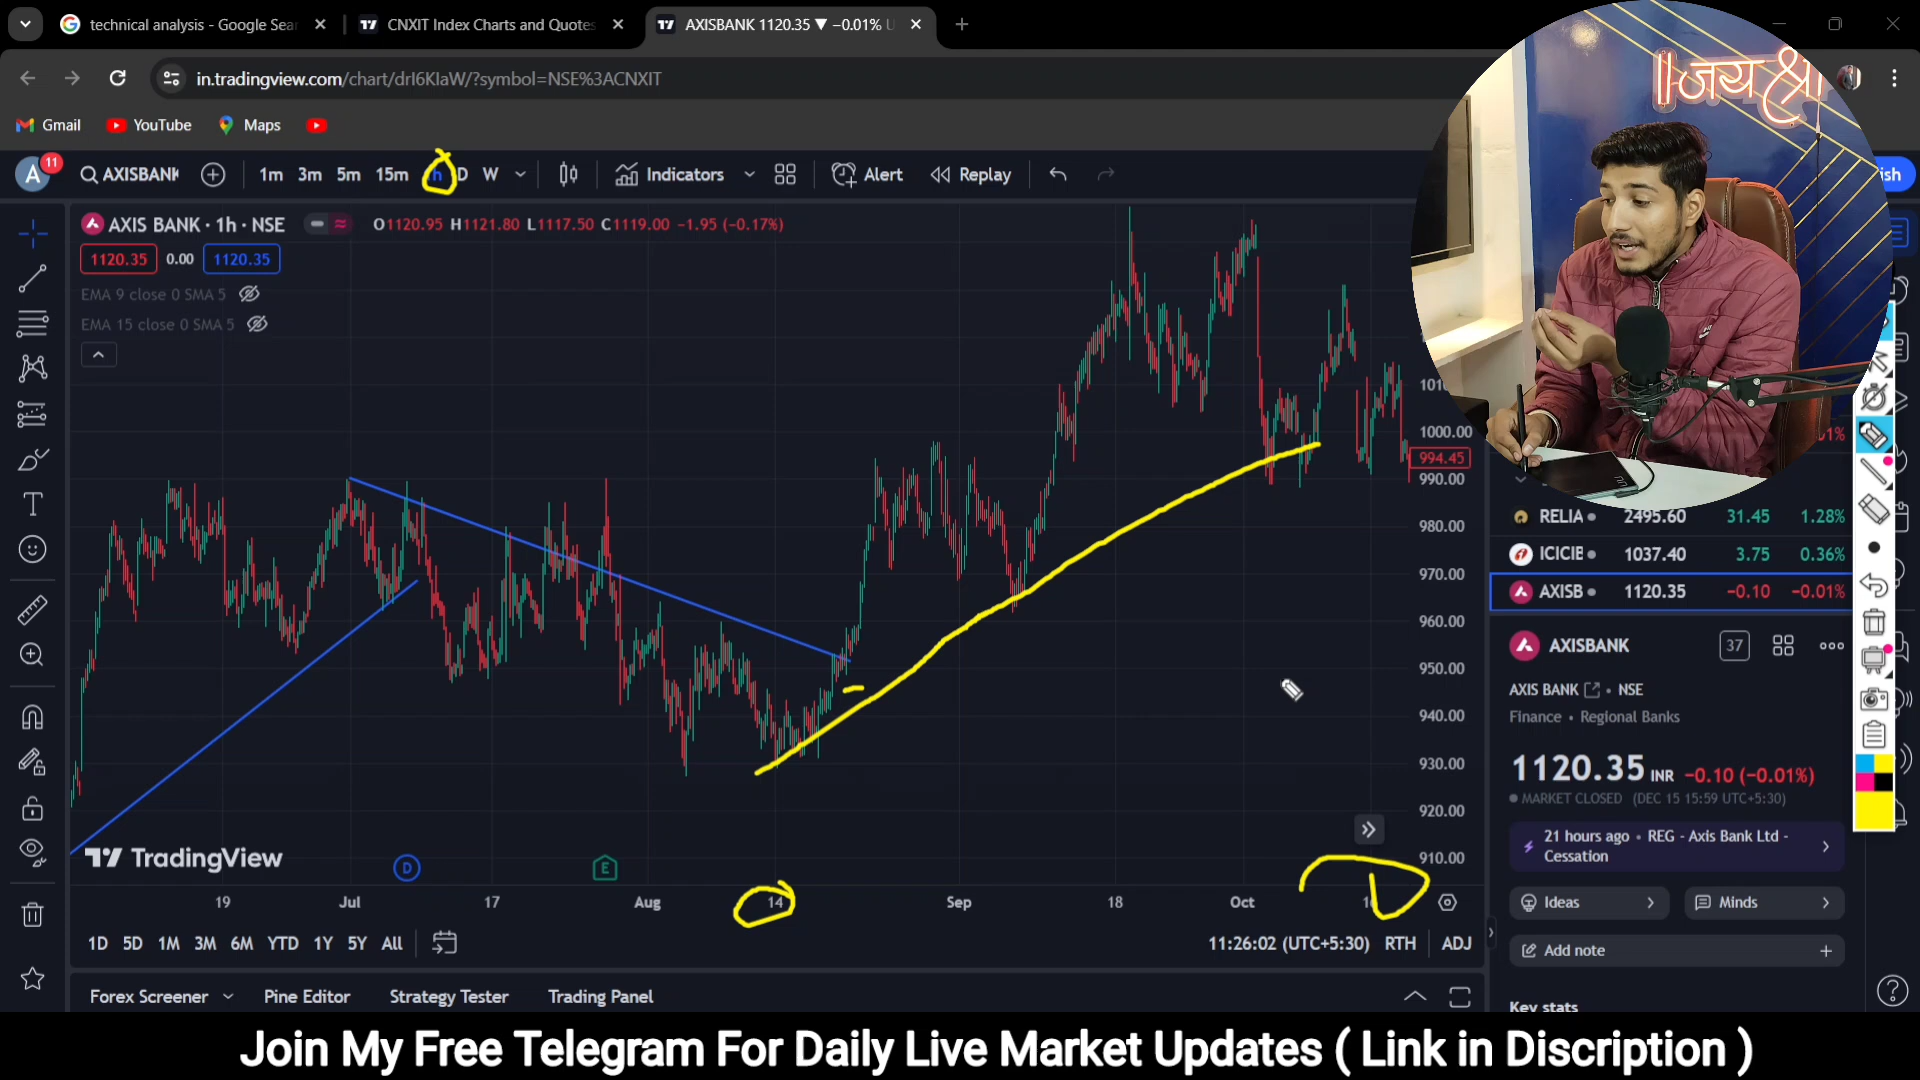 technical analysis - Google Sear
CNXIT Index Charts and Quotes
AXISBANK 1120.35 ▼ −0.01% U
in.tradingview.com/chart/drI6KIaW/?symbol=NSE%3ACNXIT
Gmail
YouTube
Maps
A
11
AXISBANK
1m
3m
5m
15m
h
D
W
Indicators
Alert
Replay
ish
॥जय श्री
AXIS BANK · 1h · NSE
O1120.95 H1121.80 L1117.50 C1119.00 −1.95 (−0.17%)
1120.35
0.00
1120.35
EMA 9 close 0 SMA 5
EMA 15 close 0 SMA 5
1000.00
994.45
990.00
980.00
970.00
960.00
950.00
940.00
930.00
920.00
910.00
TradingView
D
E
19
Jul
17
Aug
14
Sep
18
Oct
1D
5D
1M
3M
6M
YTD
1Y
5Y
All
11:26:02 (UTC+5:30)
RTH
ADJ
Forex Screener
Pine Editor
Strategy Tester
Trading Panel
RELIA 2495.60 31.45 1.28%
ICICIE 1037.40 3.75 0.36%
AXISB 1120.35 −0.10 −0.01%
AXISBANK
37
AXIS BANK • NSE
Finance • Regional Banks
1120.35 INR −0.10 (−0.01%)
MARKET CLOSED (DEC 15 15:59 UTC+5:30)
21 hours ago • REG - Axis Bank Ltd -
Cessation
Ideas
Minds
Add note
Key stats
Join My Free Telegram For Daily Live Market Updates ( Link in Discription )